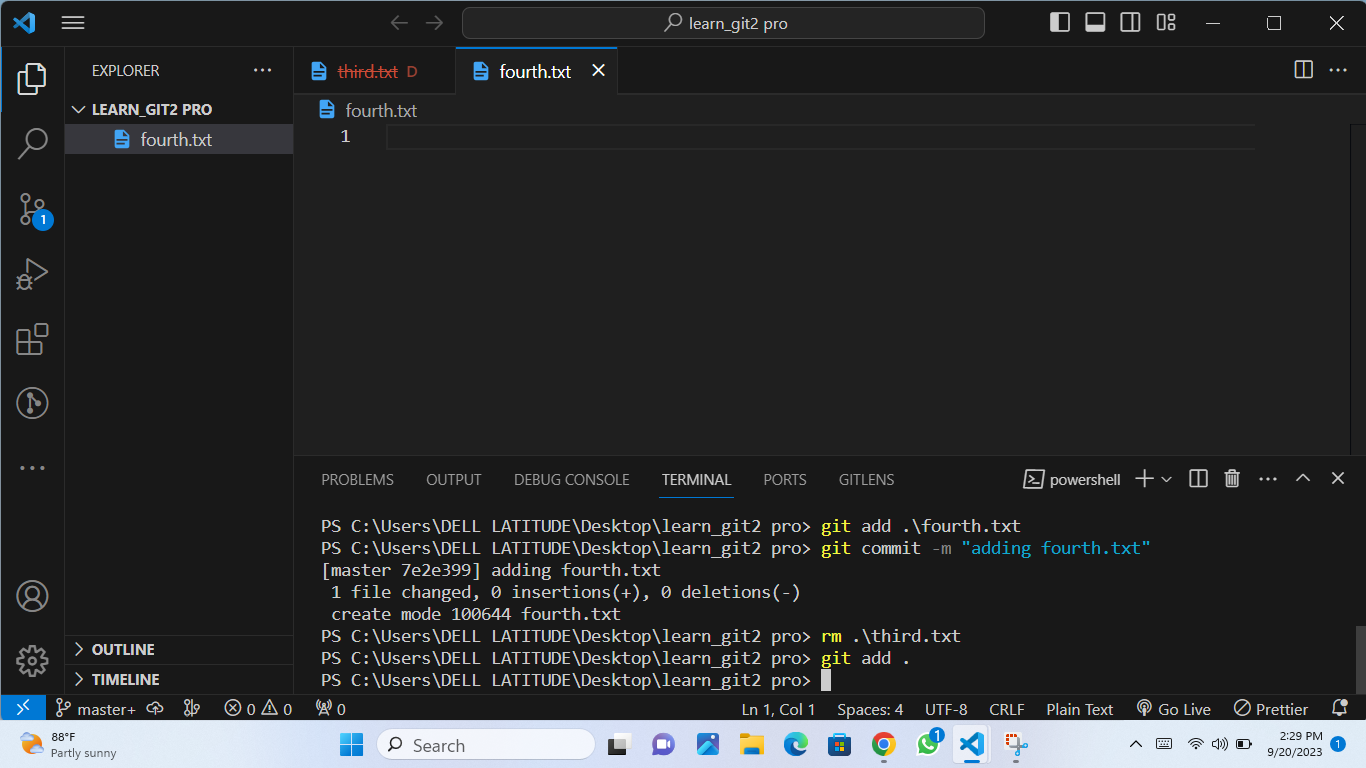 learn_git2 pro
EXPLORER
LEARN_GIT2 PRO
fourth.txt
1
OUTLINE
TIMELINE
third.txt D
fourth.txt
fourth.txt
1
PROBLEMS OUTPUT DEBUG CONSOLE TERMINAL PORTS GITLENS
powershell
PS C:\Users\DELL LATITUDE\Desktop\learn_git2 pro> git add .\fourth.txt
PS C:\Users\DELL LATITUDE\Desktop\learn_git2 pro> git commit -m "adding fourth.txt"
[master 7e2e399] adding fourth.txt
1 file changed, 0 insertions(+), 0 deletions(-)
create mode 100644 fourth.txt
PS C:\Users\DELL LATITUDE\Desktop\learn_git2 pro> rm .\third.txt
PS C:\Users\DELL LATITUDE\Desktop\learn_git2 pro> git add .
PS C:\Users\DELL LATITUDE\Desktop\learn_git2 pro>
master+ 0 0 0 Ln 1, Col 1 Spaces: 4 UTF-8 CRLF Plain Text Go Live Prettier
88°F
Partly sunny
Search
1
2:29 PM
9/20/2023
1